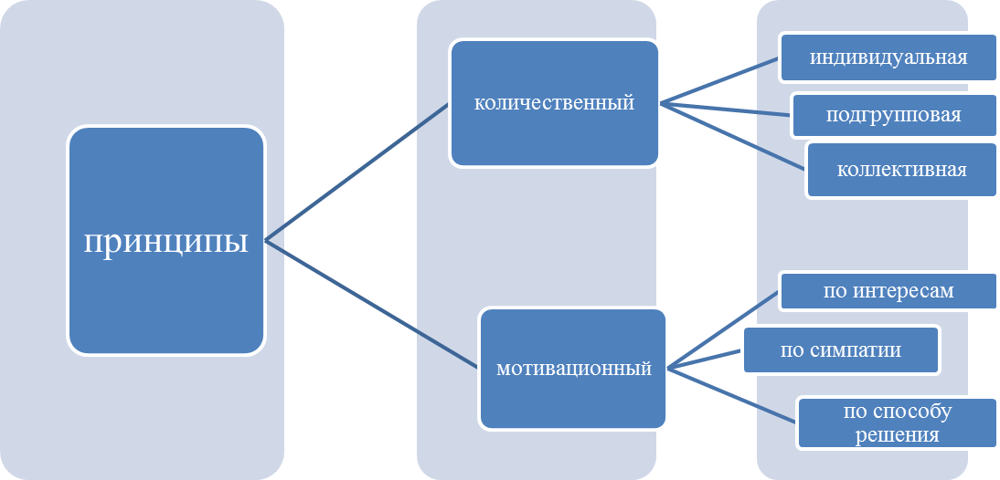 принципы
количественный
индивидуальная
подгрупповая
коллективная
мотивационный
по интересам
по симпатии
по способу
решения